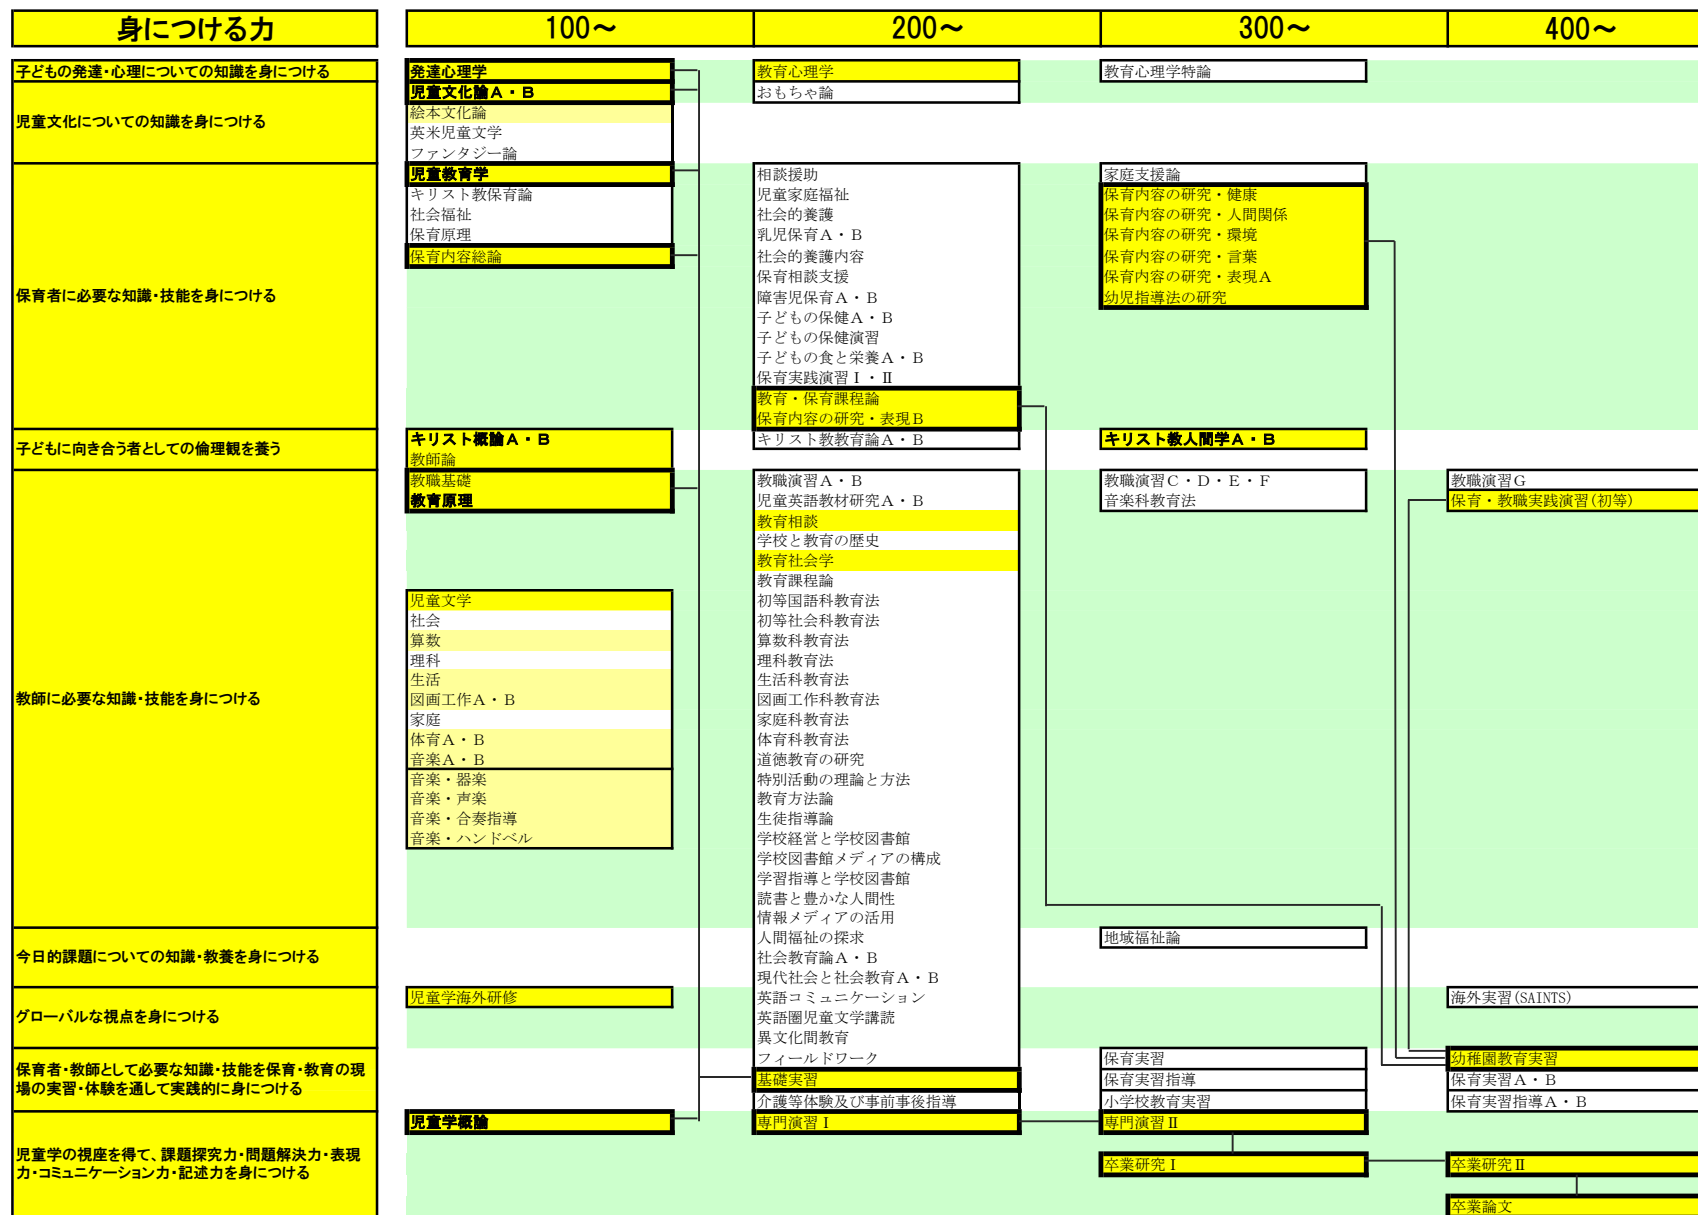 身につける力
100～
200～
300～
400～
子どもの発達・心理についての知識を身につける
発達心理学
教育心理学
教育心理学特論
児童文化についての知識を身につける
児童文化論Ａ・Ｂ
おもちゃ論
絵本文化論
英米児童文学
ファンタジー論
保育者に必要な知識・技能を身につける
児童教育学
キリスト教保育論
社会福祉
保育原理
保育内容総論
相談援助
児童家庭福祉
社会的養護
乳児保育Ａ・Ｂ
社会的養護内容
保育相談支援
障害児保育Ａ・Ｂ
子どもの保健Ａ・Ｂ
子どもの保健演習
子どもの食と栄養Ａ・Ｂ
保育実践演習Ⅰ・Ⅱ
教育・保育課程論
保育内容の研究・表現Ｂ
家庭支援論
保育内容の研究・健康
保育内容の研究・人間関係
保育内容の研究・環境
保育内容の研究・言葉
保育内容の研究・表現Ａ
幼児指導法の研究
子どもに向き合う者としての倫理観を養う
キリスト概論Ａ・Ｂ
教師論
キリスト教教育論Ａ・Ｂ
キリスト教人間学Ａ・Ｂ
教師に必要な知識・技能を身につける
教職基礎
教育原理
児童文学
社会
算数
理科
生活
図画工作Ａ・Ｂ
家庭
体育Ａ・Ｂ
音楽Ａ・Ｂ
音楽・器楽
音楽・声楽
音楽・合奏指導
音楽・ハンドベル
教職演習Ａ・Ｂ
児童英語教材研究Ａ・Ｂ
教育相談
学校と教育の歴史
教育社会学
教育課程論
初等国語科教育法
初等社会科教育法
算数科教育法
理科教育法
生活科教育法
図画工作科教育法
家庭科教育法
体育科教育法
道徳教育の研究
特別活動の理論と方法
教育方法論
生徒指導論
学校経営と学校図書館
学校図書館メディアの構成
学習指導と学校図書館
読書と豊かな人間性
情報メディアの活用
教職演習Ｃ・Ｄ・Ｅ・Ｆ
音楽科教育法
教職演習Ｇ
保育・教職実践演習(初等)
今日的課題についての知識・教養を身につける
人間福祉の探求
社会教育論Ａ・Ｂ
現代社会と社会教育Ａ・Ｂ
地域福祉論
グローバルな視点を身につける
児童学海外研修
英語コミュニケーション
英語圏児童文学講読
異文化間教育
海外実習(SAINTS)
保育者・教師として必要な知識・技能を保育・教育の現
場の実習・体験を通して実践的に身につける
フィールドワーク
基礎実習
介護等体験及び事前事後指導
保育実習
保育実習指導
小学校教育実習
幼稚園教育実習
保育実習Ａ・Ｂ
保育実習指導Ａ・Ｂ
児童学の視座を得て、課題探究力・問題解決力・表現
力・コミュニケーション力・記述力を身につける
児童学概論
専門演習Ⅰ
専門演習Ⅱ
卒業研究Ⅰ
卒業研究Ⅱ
卒業論文